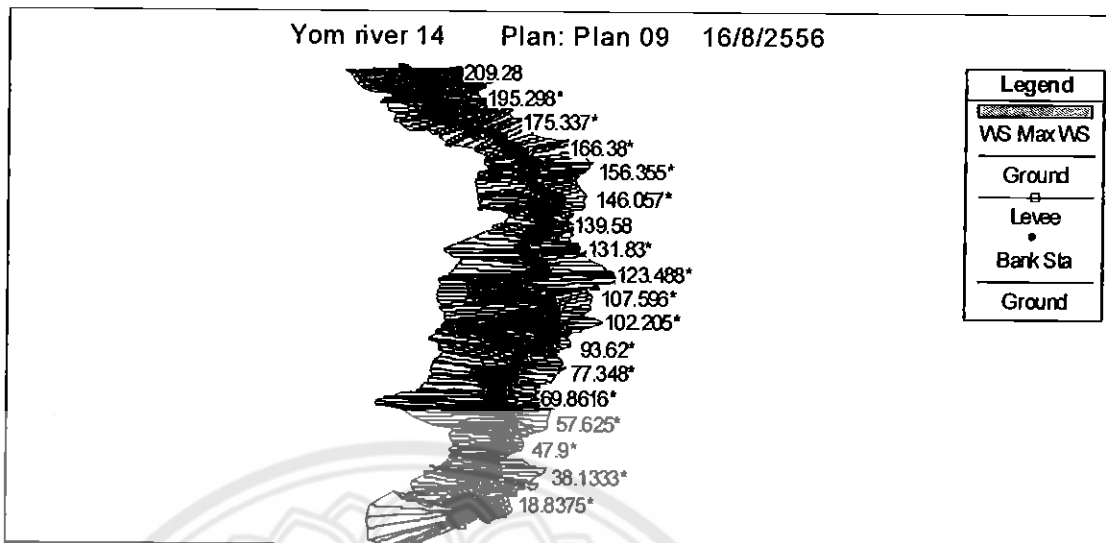 Yom river 14 Plan: Plan 09 16/8/2556
209.28
195.298*
175.337*
166.38*
156.355*
146.057*
139.58
131.83*
123.488*
107.596*
102.205*
93.62*
77.348*
69.8616*
57.625*
47.9*
38.1333*
18.8375*
Legend
WS Max WS
Ground
Levee
Bank Sta
Ground